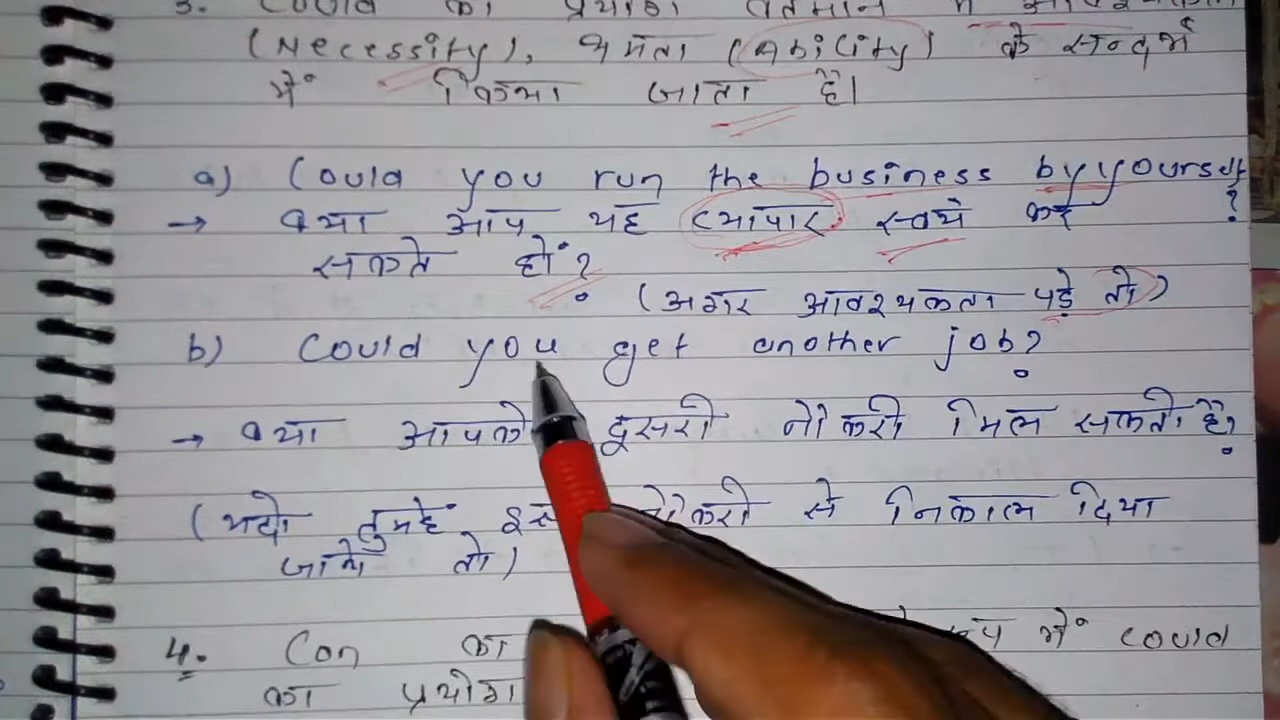 3. Could का प्रयोग वर्तमान में
(Necessity), क्षमता (Ability) के सन्दर्भ
में किया जाता है।
a) Could you run the business by yourself
?
→ क्या आप यह व्यापार स्वयं कर
सकते हों?
(अगर आवश्यकता पड़े तो)
b) Could you get another job?
→ क्या आपको दूसरी नौकरी मिल सकती है?
(यदी तुम्हें इस नौकरी से निकाल दिया
जाये तो)
4. Can का रूप में Could
का प्रयोग